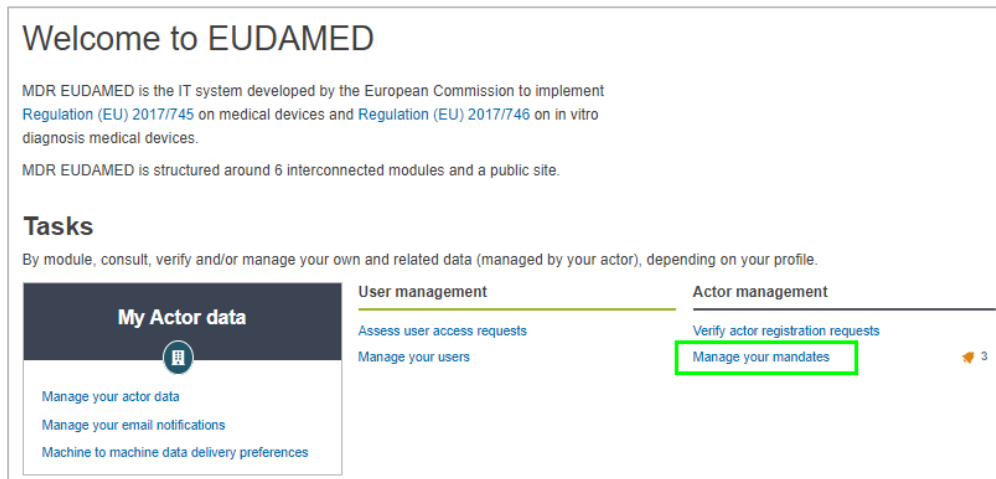 Welcome to EUDAMED
MDR EUDAMED is the IT system developed by the European Commission to implement
Regulation (EU) 2017/745 on medical devices and Regulation (EU) 2017/746 on in vitro
diagnosis medical devices.
MDR EUDAMED is structured around 6 interconnected modules and a public site.
Tasks
By module, consult, verify and/or manage your own and related data (managed by your actor), depending on your profile.
My Actor data
Manage your actor data
Manage your email notifications
Machine to machine data delivery preferences
User management
Assess user access requests
Manage your users
Actor management
Verify actor registration requests
Manage your mandates 3